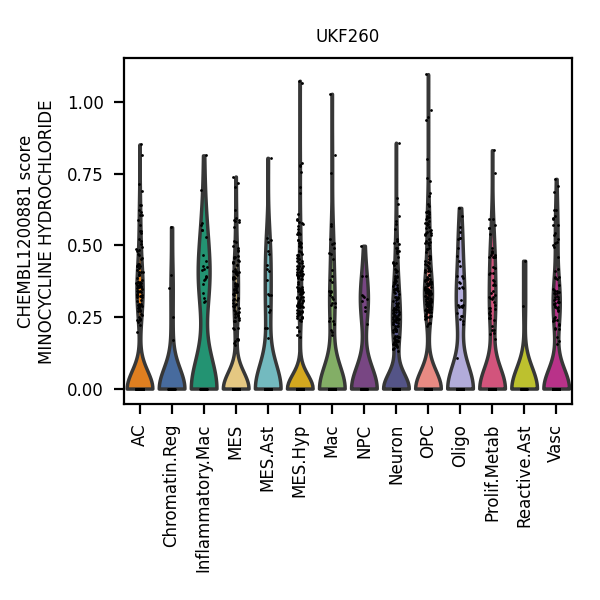 UKF260
CHEMBL1200881 score
MINOCYCLINE HYDROCHLORIDE
1.00
0.75
0.50
0.25
0.00
AC
Chromatin.Reg
Inflammatory.Mac
MES
MES.Ast
MES.Hyp
Mac
NPC
Neuron
OPC
Oligo
Prolif.Metab
Reactive.Ast
Vasc